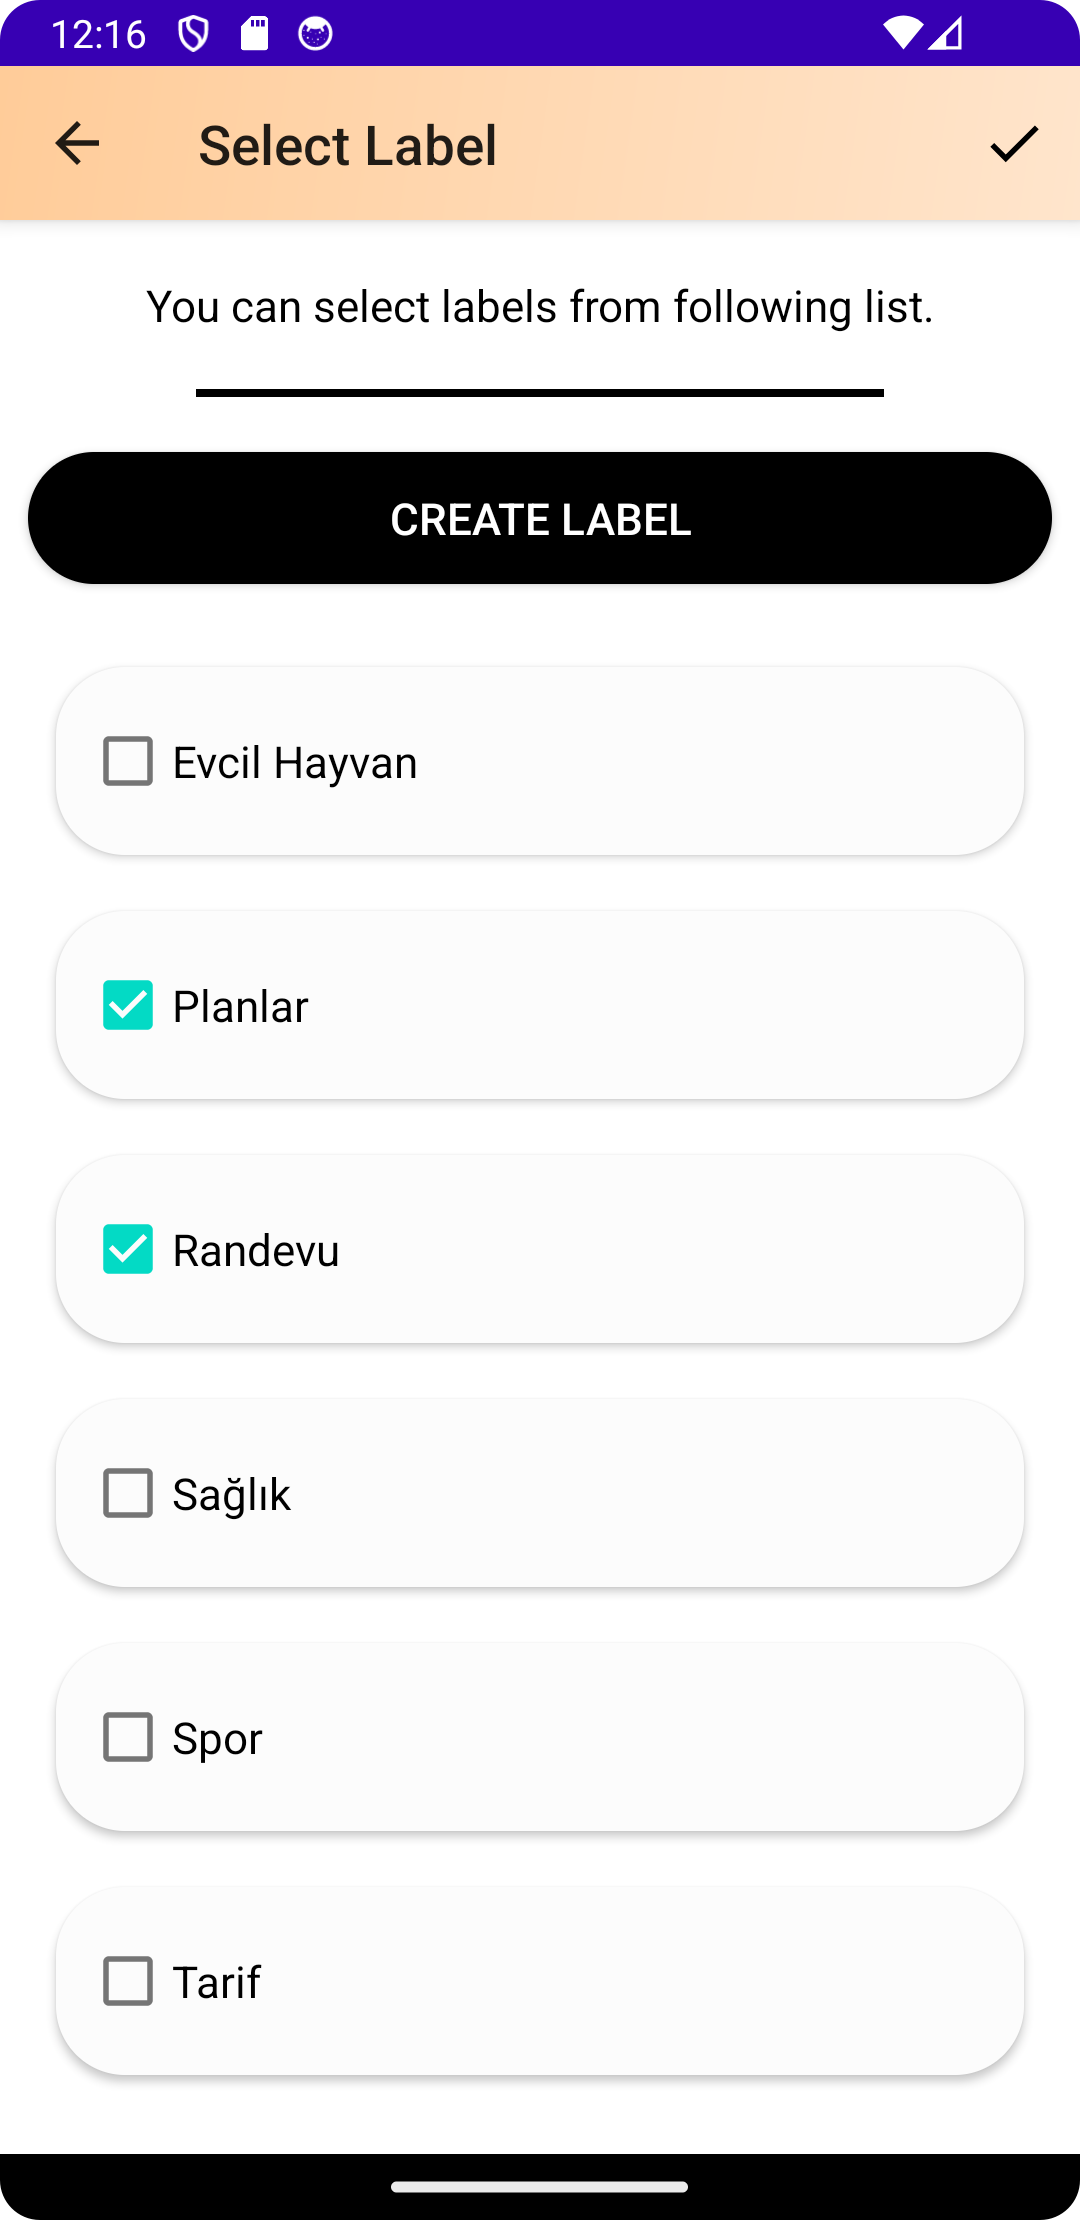 12:16
Select Label
You can select labels from following list.
CREATE LABEL
Evcil Hayvan
Planlar
Randevu
Sağlık
Spor
Tarif